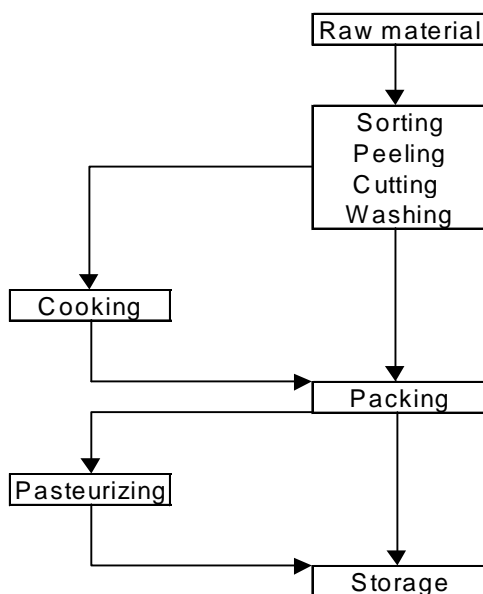 Raw material
Sorting
Peeling
Cutting
Washing
Cooking
Packing
Pasteurizing
Storage